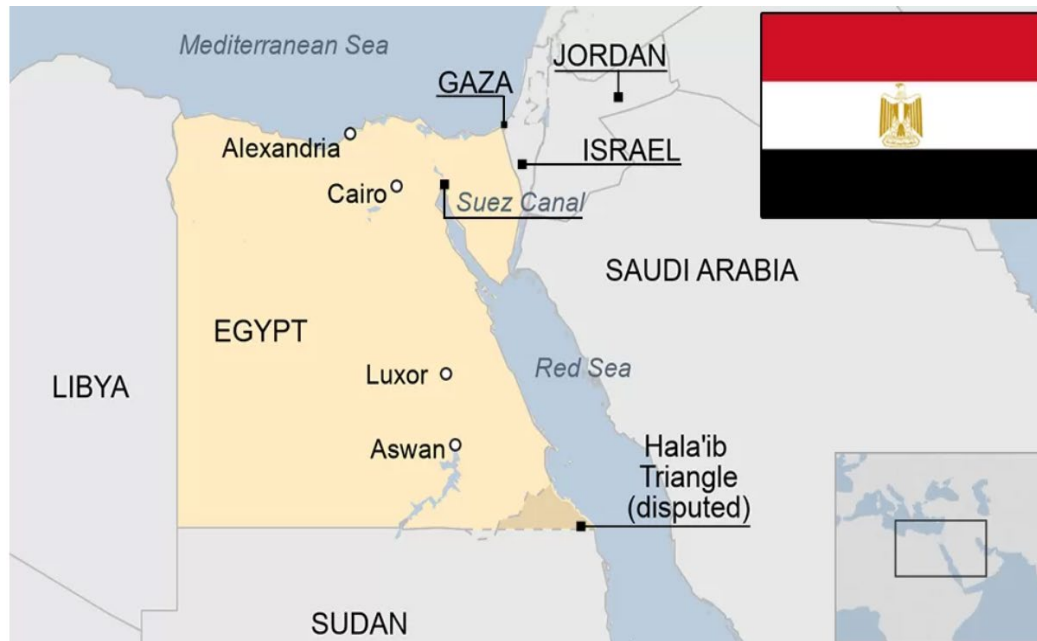 Mediterranean Sea
JORDAN
GAZA
Alexandria
ISRAEL
Cairo
Suez Canal
SAUDI ARABIA
EGYPT
Red Sea
LIBYA
Luxor
Aswan
Hala'ib
Triangle
(disputed)
SUDAN